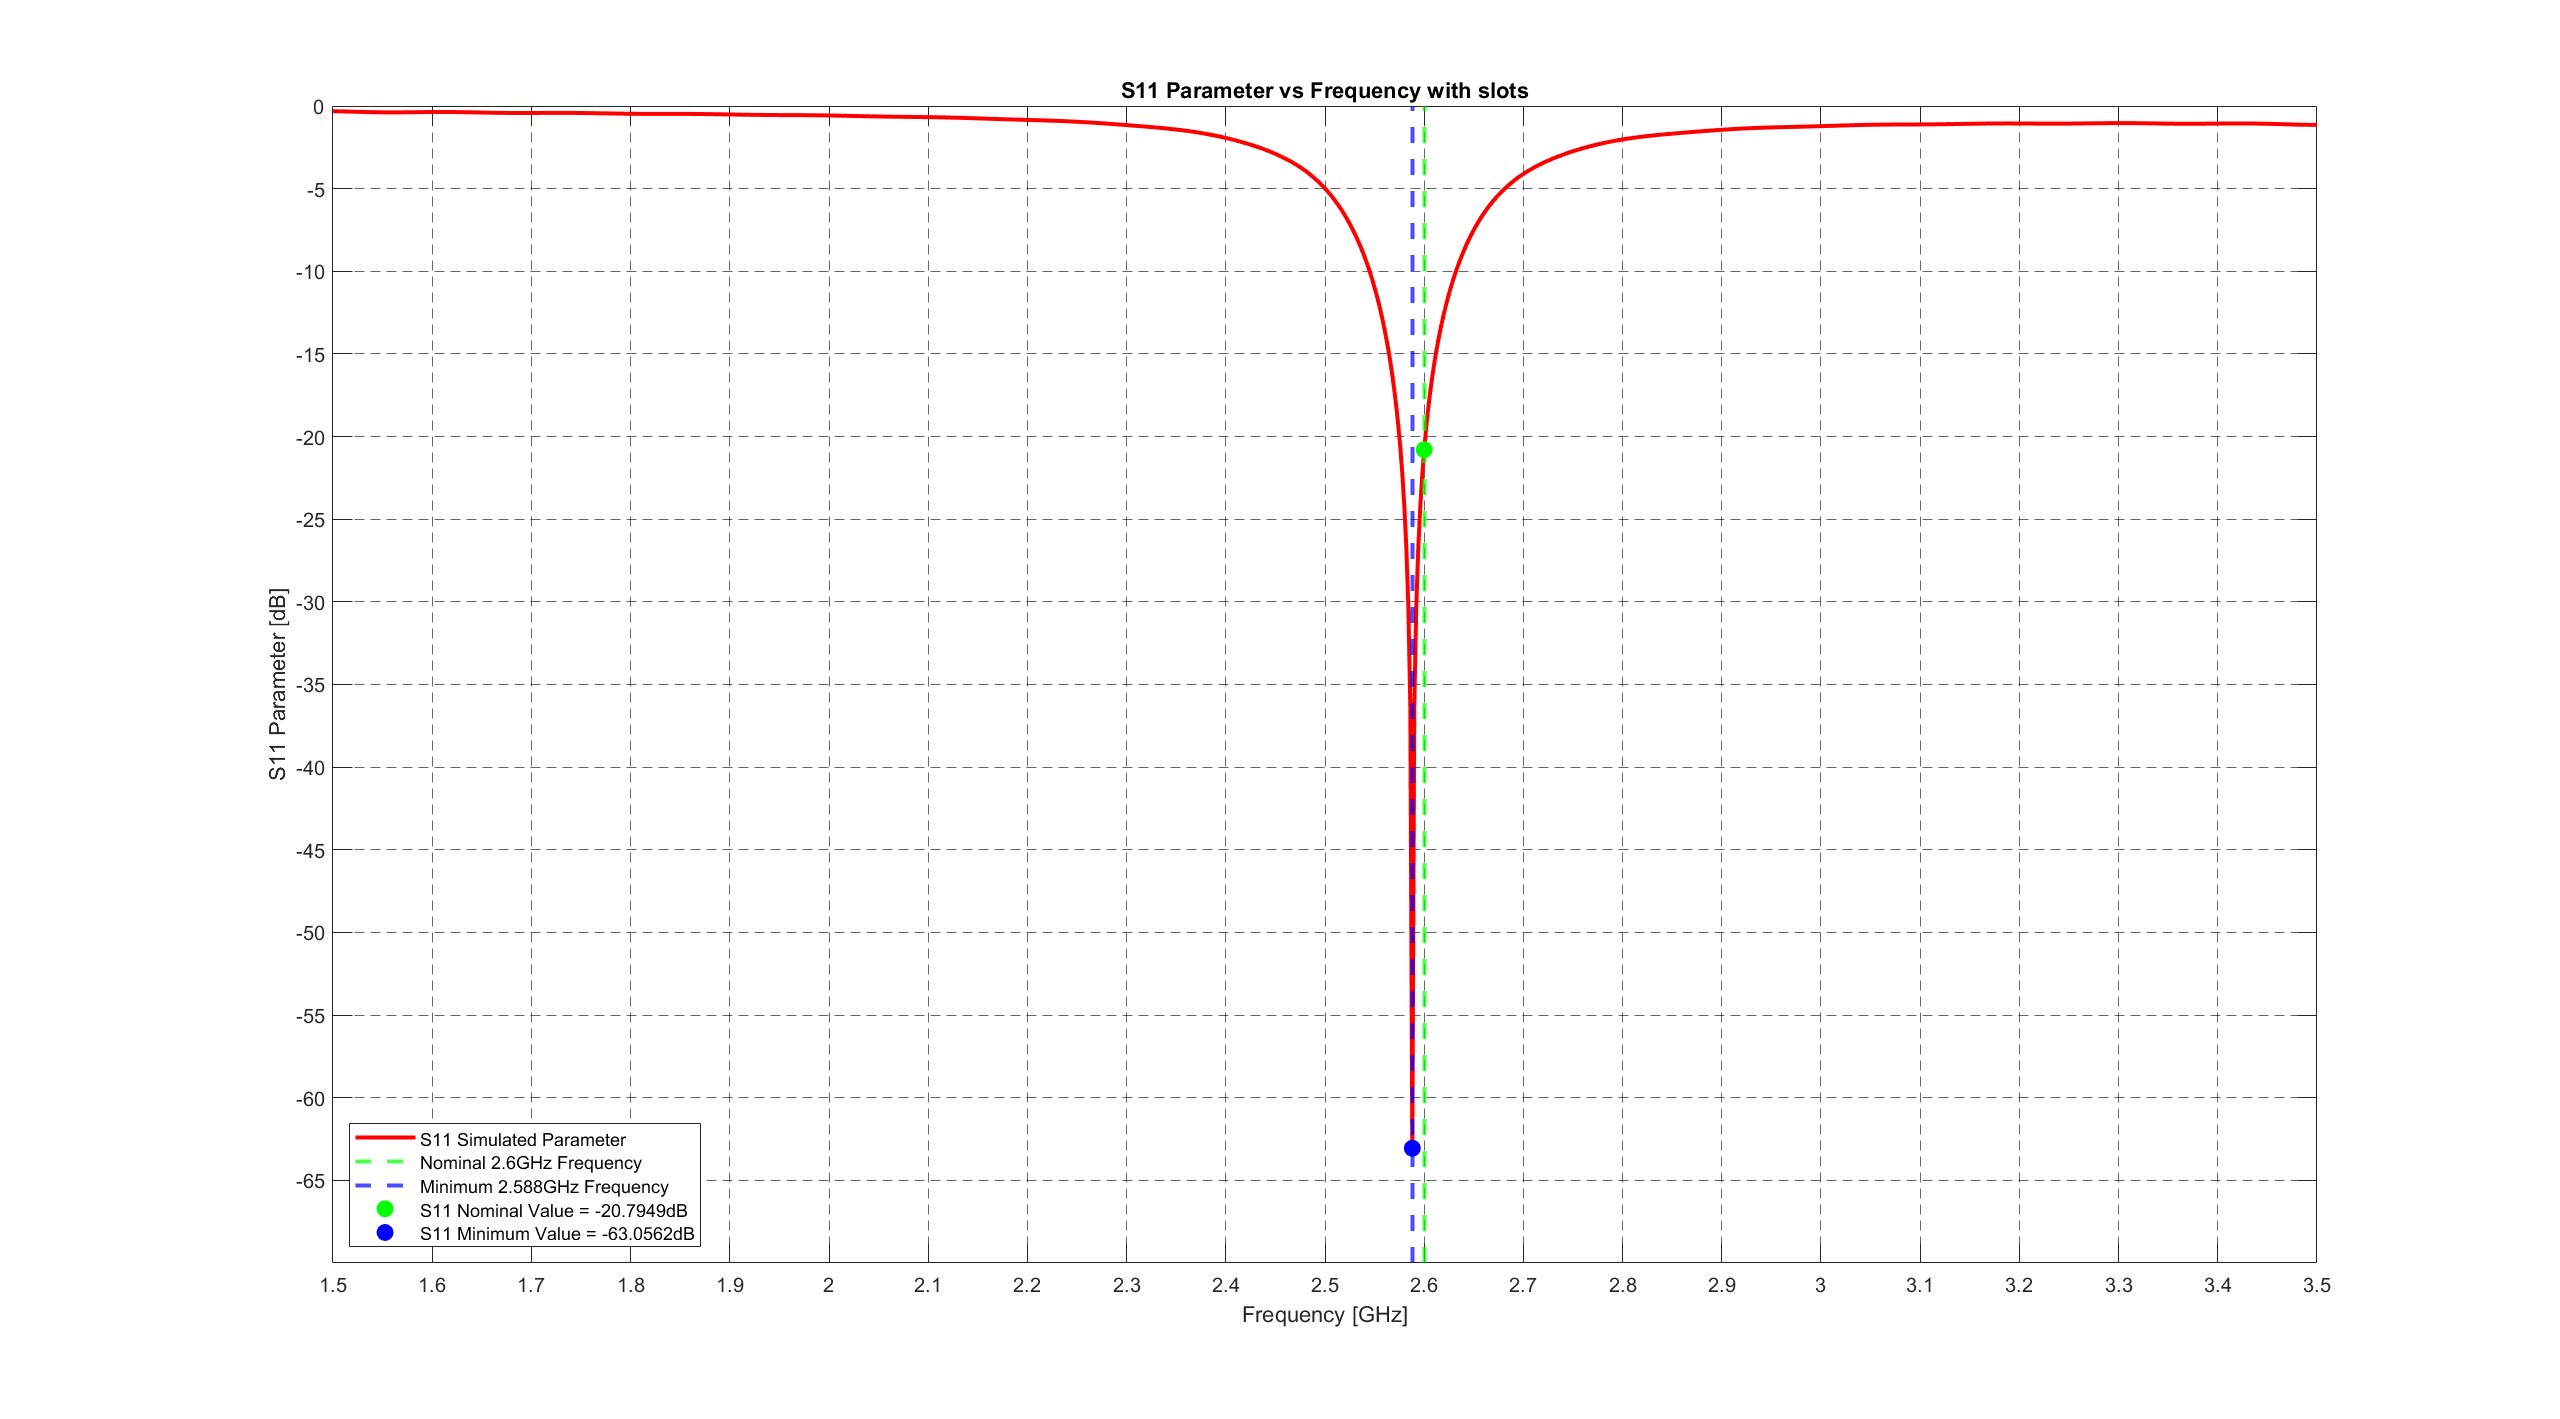 S11 Parameter vs Frequency with slots
0
-5
-10
-15
-20
-25
-30
-35
-40
-45
-50
-55
-60
-65
S11 Parameter [dB]
S11 Simulated Parameter
Nominal 2.6GHz Frequency
Minimum 2.588GHz Frequency
S11 Nominal Value = -20.7949dB
S11 Minimum Value = -63.0562dB
1.5 1.6 1.7 1.8 1.9 2 2.1 2.2 2.3 2.4 2.5 2.6 2.7 2.8 2.9 3 3.1 3.2 3.3 3.4 3.5
Frequency [GHz]